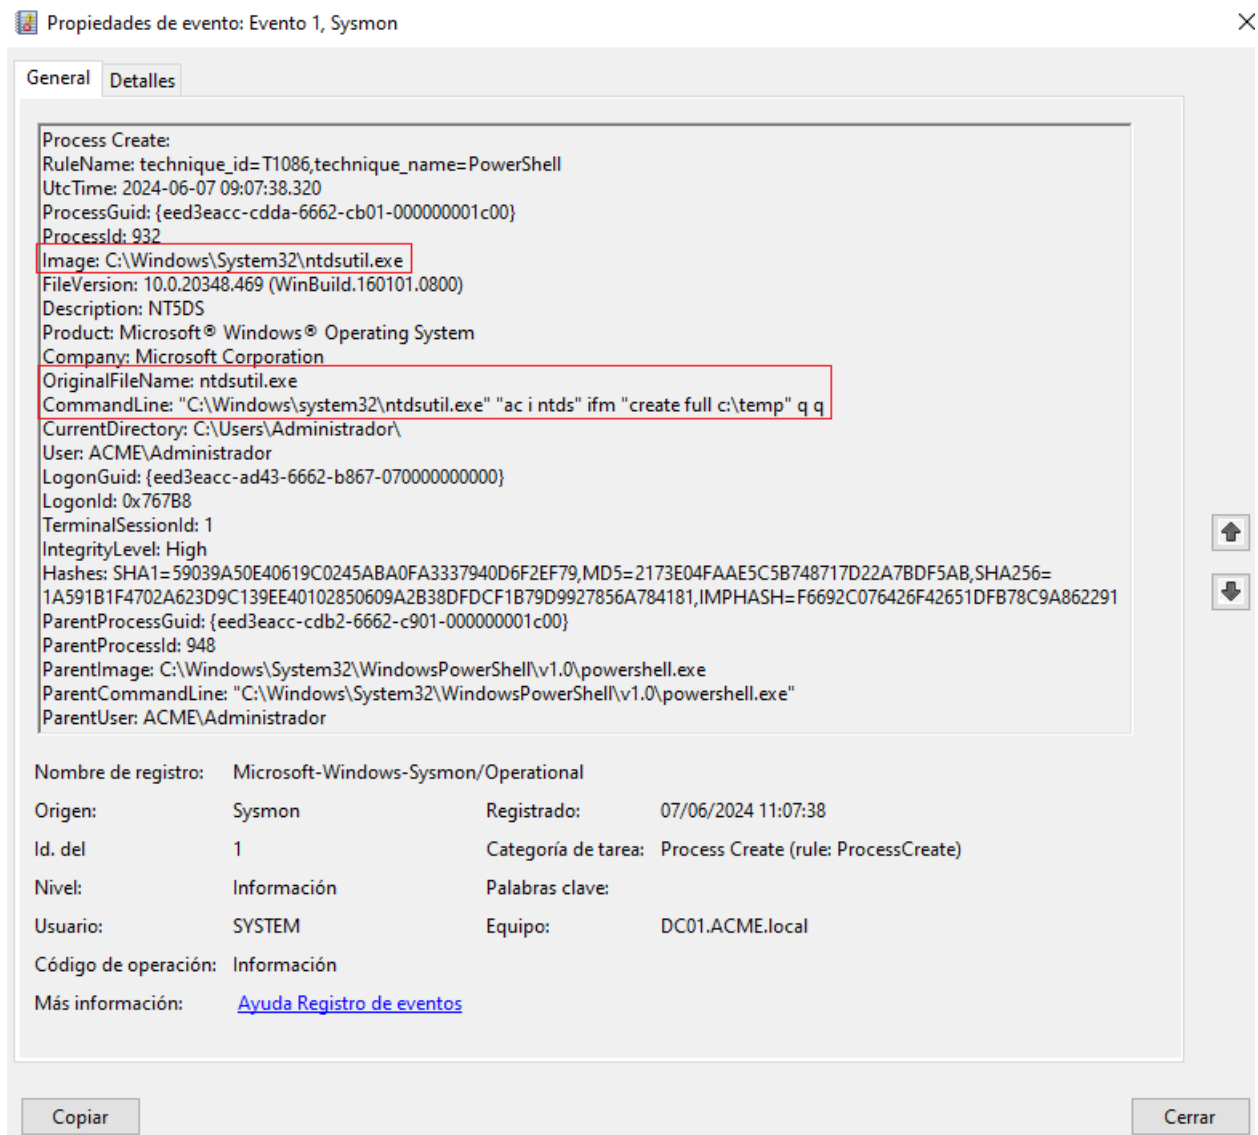 Propiedades de evento: Evento 1, Sysmon
General Detalles
Process Create:
RuleName: technique_id=T1086,technique_name=PowerShell
UtcTime: 2024-06-07 09:07:38.320
ProcessGuid: {eed3eacc-cdda-6662-cb01-000000001c00}
ProcessId: 932
Image: C:\Windows\System32\ntdsutil.exe
FileVersion: 10.0.20348.469 (WinBuild.160101.0800)
Description: NT5DS
Product: Microsoft® Windows® Operating System
Company: Microsoft Corporation
OriginalFileName: ntdsutil.exe
CommandLine: "C:\Windows\system32\ntdsutil.exe" "ac i ntds" ifm "create full c:\temp" q q
CurrentDirectory: C:\Users\Administrador\
User: ACME\Administrador
LogonGuid: {eed3eacc-ad43-6662-b867-070000000000}
LogonId: 0x767B8
TerminalSessionId: 1
IntegrityLevel: High
Hashes: SHA1=59039A50E40619C0245ABA0FA3337940D6F2EF79,MD5=2173E04FAAE5C5B748717D22A7BDF5AB,SHA256=
1A591B1F4702A623D9C139EE40102850609A2B38DFDCF1B79D9927856A784181,IMPHASH=F6692C076426F42651DFB78C9A862291
ParentProcessGuid: {eed3eacc-cdb2-6662-c901-000000001c00}
ParentProcessId: 948
ParentImage: C:\Windows\System32\WindowsPowerShell\v1.0\powershell.exe
ParentCommandLine: "C:\Windows\System32\WindowsPowerShell\v1.0\powershell.exe"
ParentUser: ACME\Administrador
Nombre de registro: Microsoft-Windows-Sysmon/Operational
Origen: Sysmon Registrado: 07/06/2024 11:07:38
Id. del 1 Categoría de tarea: Process Create (rule: ProcessCreate)
Nivel: Información Palabras clave:
Usuario: SYSTEM Equipo: DC01.ACME.local
Código de operación: Información
Más información: Ayuda Registro de eventos
Copiar Cerrar